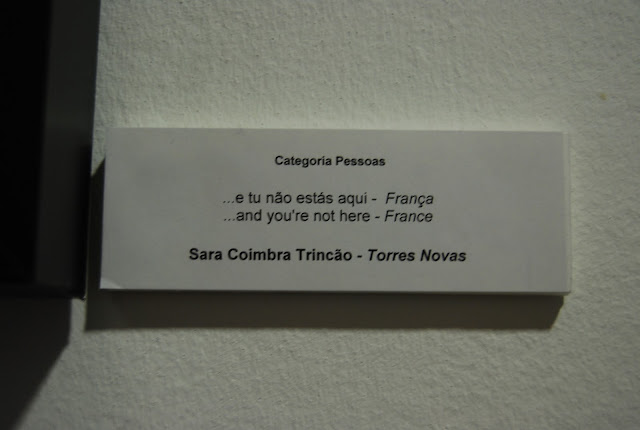 Categoria Pessoas
...e tu não estás aqui - França
...and you're not here - France
Sara Coimbra Trincão - Torres Novas